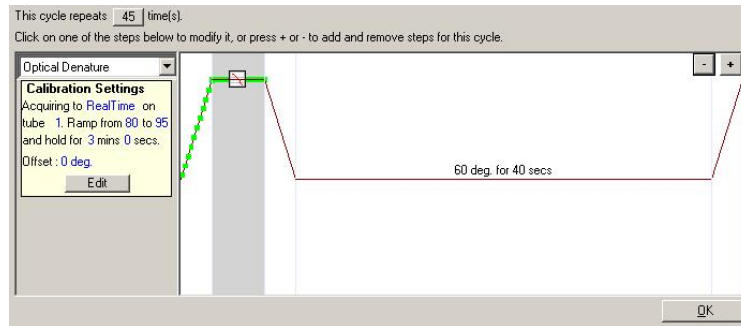 This cycle repeats 45 time(s).
Click on one of the steps below to modify it, or press + or - to add and remove steps for this cycle.
Optical Denature
- +
Calibration Settings
Acquiring to RealTime on
tube 1. Ramp from 80 to 95
and hold for 3 mins 0 secs.
Offset : 0 deg.
Edit
60 deg. for 40 secs
OK